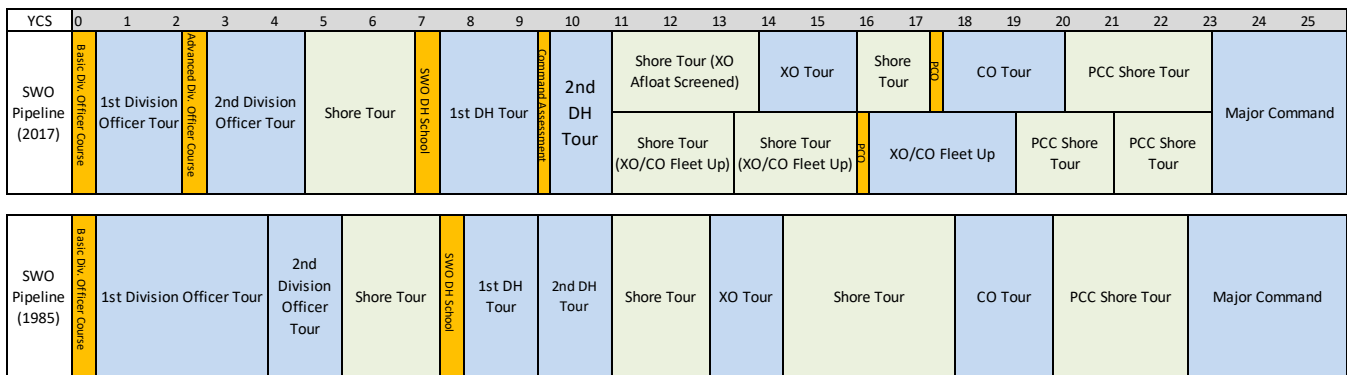 YCS 0 1 2 3 4 5 6 7 8 9 10 11 12 13 14 15 16 17 18 19 20 21 22 23 24 25
SWO
Pipeline
(2017)
Basic Div. Officer Course
1st Division
Officer Tour
Advanced Div. Officer Course
2nd Division
Officer Tour
Shore Tour
SWO DH School
1st DH Tour
Command Assessment
2nd
DH
Tour
Shore Tour (XO
Afloat Screened)
XO Tour
Shore
Tour
PCO
CO Tour
PCC Shore Tour
Shore Tour
(XO/CO Fleet Up)
Shore Tour
(XO/CO Fleet Up)
PCO
XO/CO Fleet Up
PCC Shore
Tour
PCC Shore
Tour
Major Command
SWO
Pipeline
(1985)
Basic Div. Officer Course
1st Division Officer Tour
2nd
Division
Officer
Tour
Shore Tour
SWO DH School
1st DH
Tour
2nd DH
Tour
Shore Tour
XO Tour
Shore Tour
CO Tour
PCC Shore Tour
Major Command